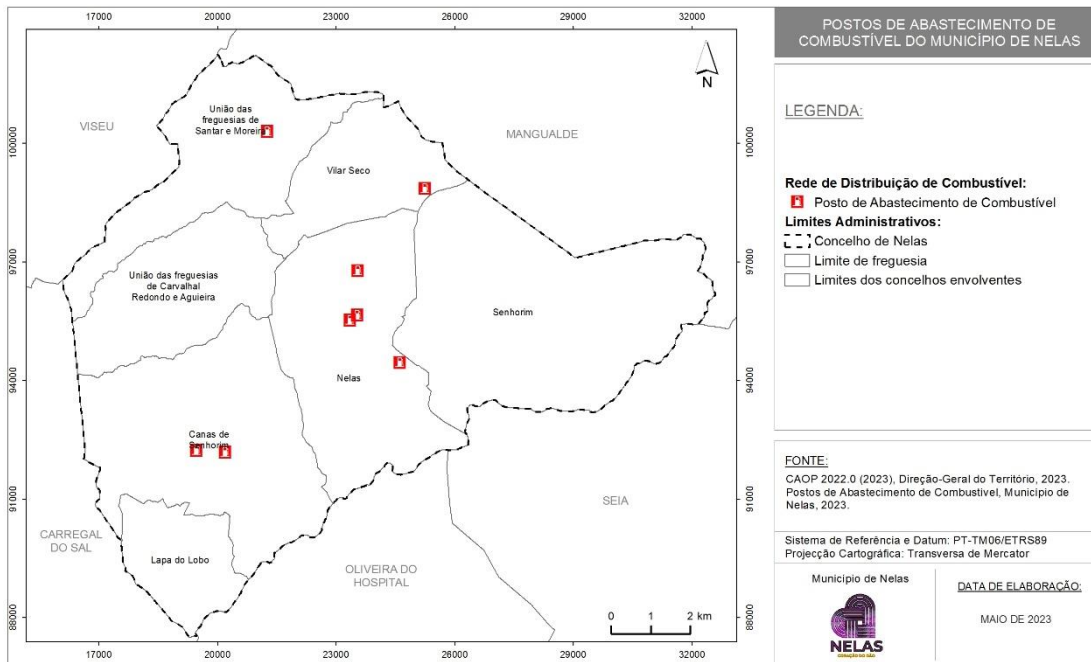 17000 20000 23000 26000 29000 32000
POSTOS DE ABASTECIMENTO DE
COMBUSTÍVEL DO MUNICÍPIO DE NELAS
N
União das
freguesias de
Santar e Moreira
VISEU
MANGUALDE
100000
100000
Vilar Seco
97000
97000
União das freguesias
de Carvalhal
Redondo e Aguieira
Senhorim
94000
94000
Nelas
Canas de
Senhorim
91000
91000
SEIA
CARREGAL
DO SAL
Lapa do Lobo
OLIVEIRA DO
HOSPITAL
0 1 2 km
88000
88000
17000 20000 23000 26000 29000 32000
LEGENDA:
Rede de Distribuição de Combustível:
Posto de Abastecimento de Combustível
Limites Administrativos:
Concelho de Nelas
Limite de freguesia
Limites dos concelhos envolventes
FONTE:
CAOP 2022.0 (2023), Direção-Geral do Território, 2023.
Postos de Abastecimento de Combustível, Município de
Nelas, 2023.
Sistema de Referência e Datum: PT-TM06/ETRS89
Projecção Cartográfica: Transversa de Mercator
Município de Nelas
NELAS
CORAÇÃO DO DÃO
DATA DE ELABORAÇÃO:
MAIO DE 2023